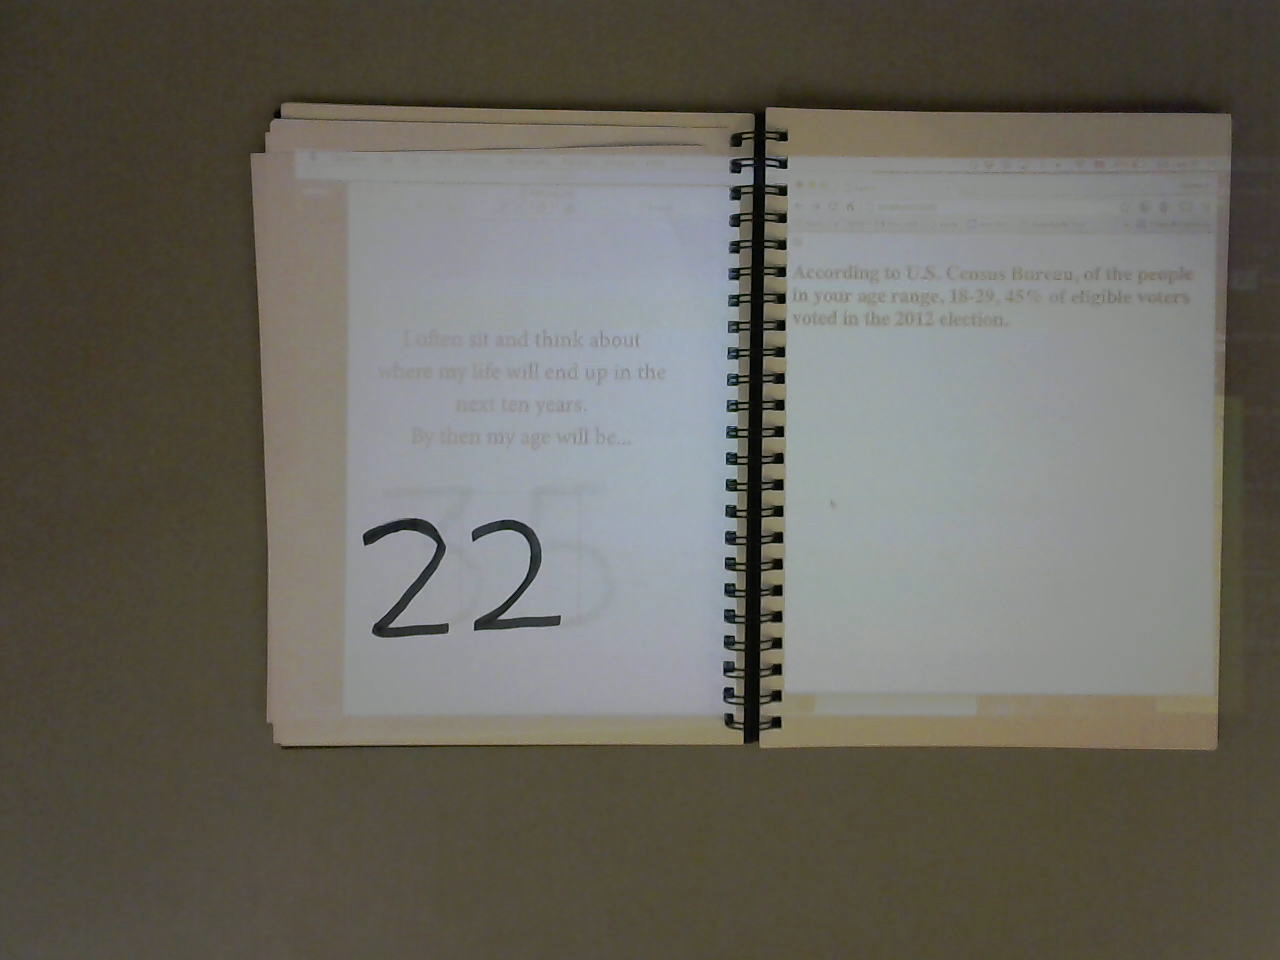 I often sit and think about
where my life will end up in the
next ten years.
By then my age will be...
35
22
According to U.S. Census Bureau, of the people
in your age range, 18-29, 45% of eligible voters
voted in the 2012 election.